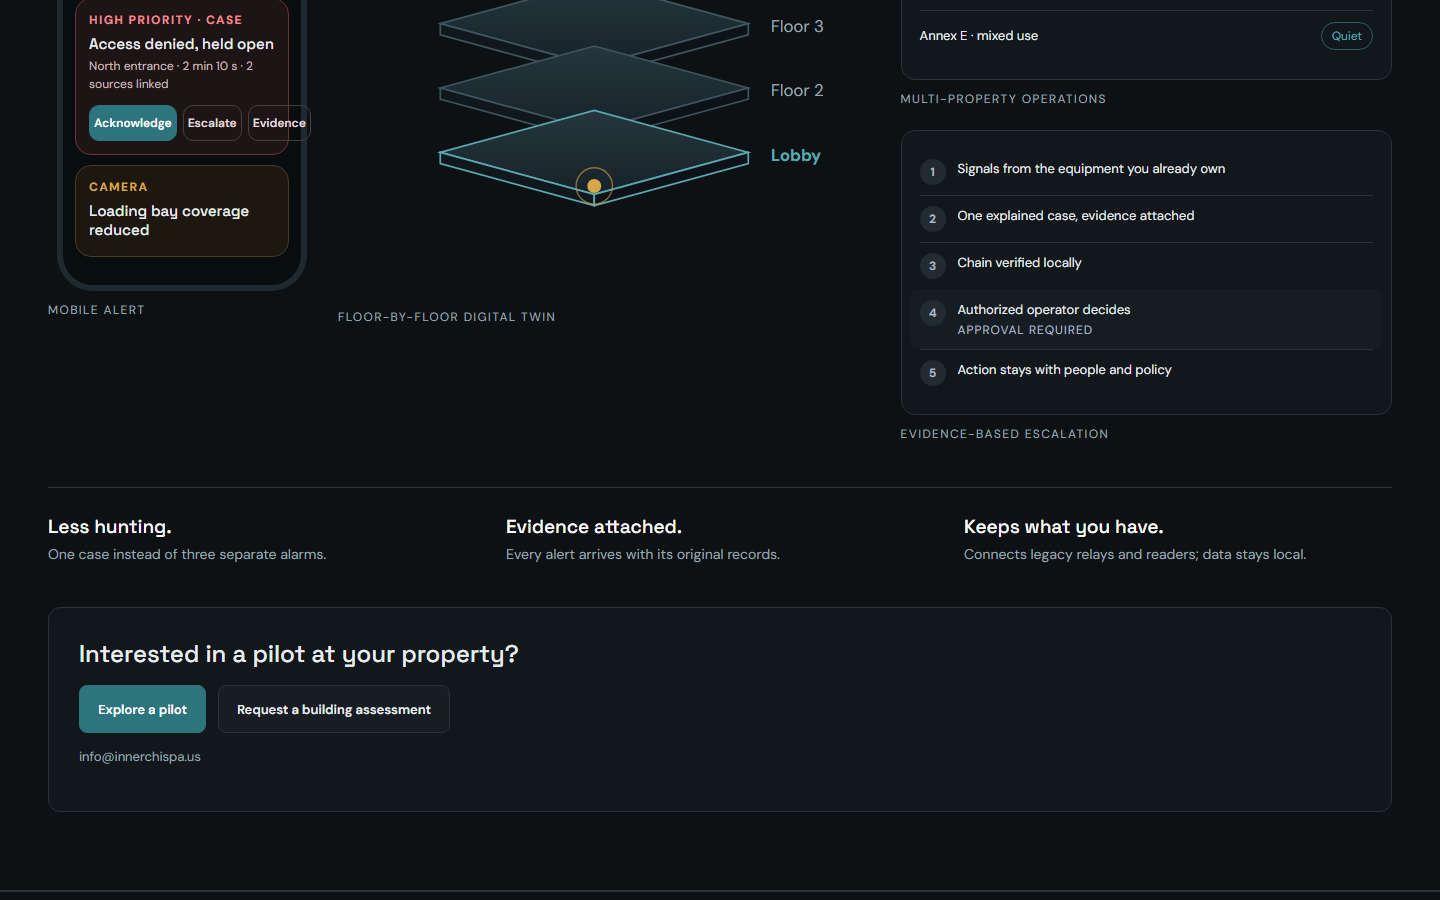 HIGH PRIORITY · CASE
Access denied, held open
North entrance · 2 min 10 s · 2
sources linked
Acknowledge
Escalate
Evidence
CAMERA
Loading bay coverage
reduced
MOBILE ALERT
Floor 3
Floor 2
Lobby
FLOOR-BY-FLOOR DIGITAL TWIN
Annex E · mixed use
Quiet
MULTI-PROPERTY OPERATIONS
1 Signals from the equipment you already own
2 One explained case, evidence attached
3 Chain verified locally
4 Authorized operator decides
APPROVAL REQUIRED
5 Action stays with people and policy
EVIDENCE-BASED ESCALATION
Less hunting.
One case instead of three separate alarms.
Evidence attached.
Every alert arrives with its original records.
Keeps what you have.
Connects legacy relays and readers; data stays local.
Interested in a pilot at your property?
Explore a pilot
Request a building assessment
info@innerchispa.us